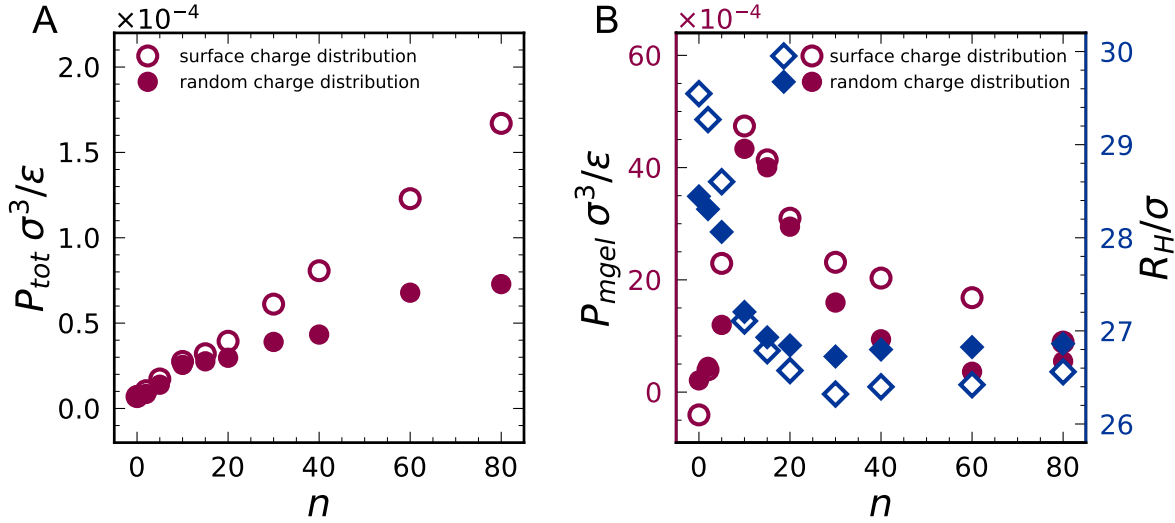 A
×10⁻⁴
surface charge distribution
random charge distribution
2.0
1.5
1.0
0.5
0.0
P_tot σ³/ε
0 20 40 60 80
n
B
×10⁻⁴
surface charge distribution
random charge distribution
60
40
20
0
P_mgel σ³/ε
30
29
28
27
26
R_H/σ
0 20 40 60 80
n